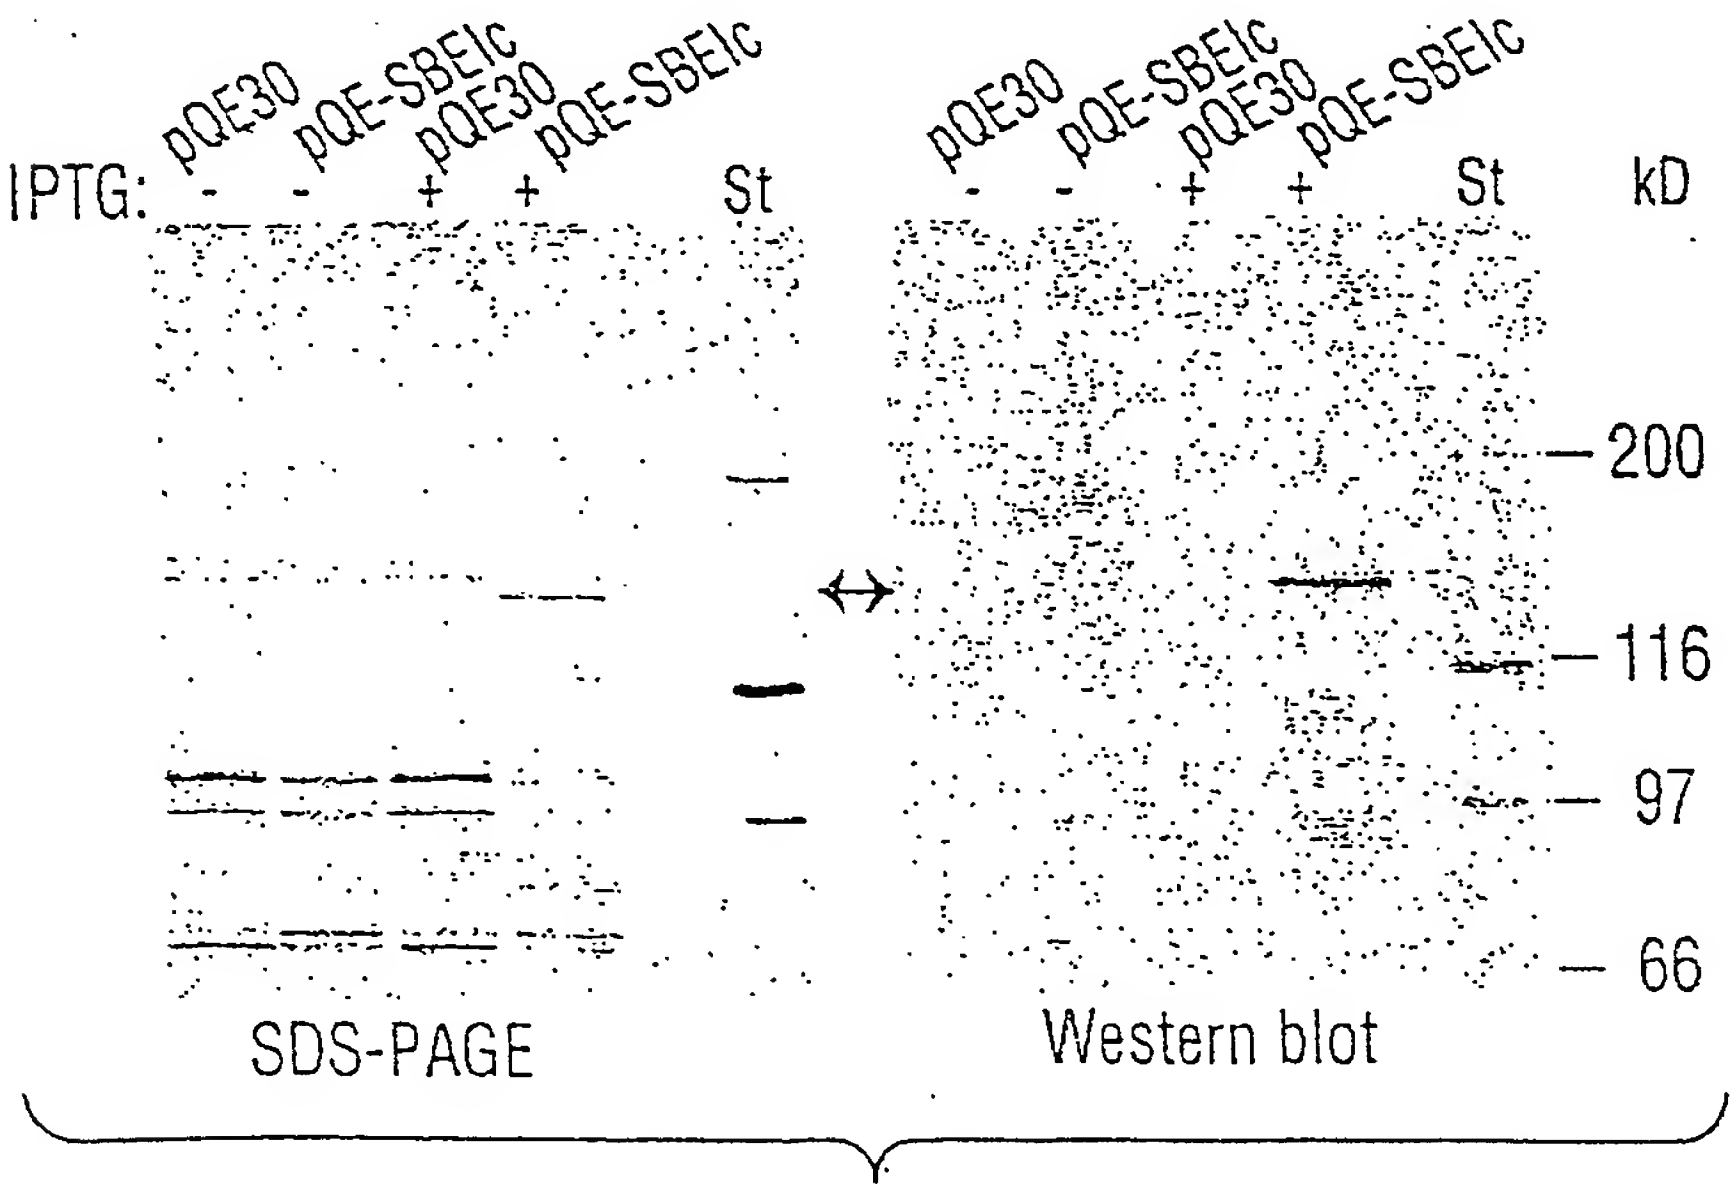 pQE30 pQE-SBEIc pQE30 pQE-SBEIc pQE30 pQE-SBEIc pQE30 pQE-SBEIc
IPTG: - - + + St - - + + St kD
200
116
97
66
SDS-PAGE Western blot